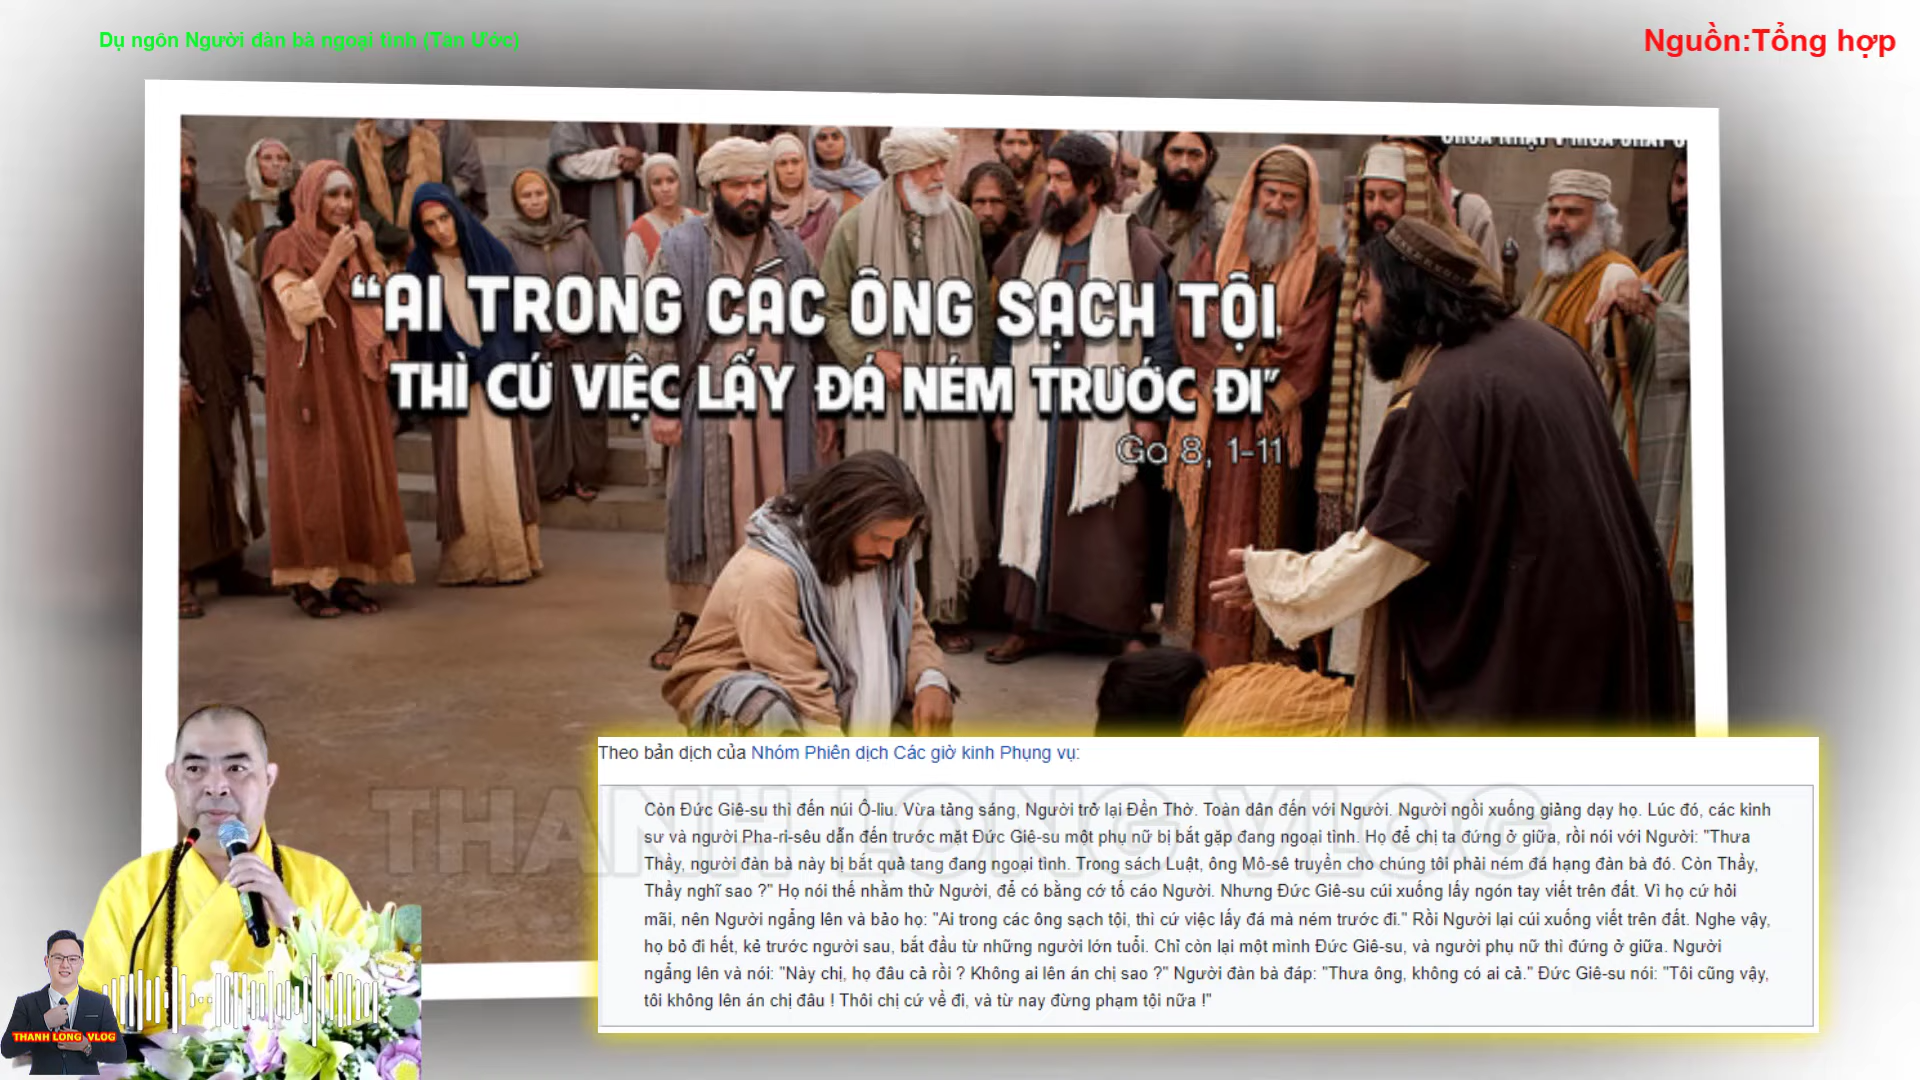 Dụ ngôn Người đàn bà ngoại tình (Tân Ước)
Nguồn:Tổng hợp
“AI TRONG CÁC ÔNG SẠCH TỘI,
THÌ CỨ VIỆC LẤY ĐÁ NÉM TRƯỚC ĐI”
Ga 8, 1-11
Theo bản dịch của Nhóm Phiên dịch Các giờ kinh Phụng vụ:
Còn Đức Giê-su thì đến núi Ô-liu. Vừa tảng sáng, Người trở lại Đền Thờ. Toàn dân đến với Người. Người ngồi xuống giảng dạy họ. Lúc đó, các kinh
sư và người Pha-ri-sêu dẫn đến trước mặt Đức Giê-su một phụ nữ bị bắt gặp đang ngoại tình. Họ để chị ta đứng ở giữa, rồi nói với Người: "Thưa
Thầy, người đàn bà này bị bắt quả tang đang ngoại tình. Trong sách Luật, ông Mô-sê truyền cho chúng tôi phải ném đá hạng đàn bà đó. Còn Thầy,
Thầy nghĩ sao ?" Họ nói thế nhằm thử Người, để có bằng cớ tố cáo Người. Nhưng Đức Giê-su cúi xuống lấy ngón tay viết trên đất. Vì họ cứ hỏi
mãi, nên Người ngẩng lên và bảo họ: "Ai trong các ông sạch tội, thì cứ việc lấy đá mà ném trước đi." Rồi Người lại cúi xuống viết trên đất. Nghe vậy,
họ bỏ đi hết, kẻ trước người sau, bắt đầu từ những người lớn tuổi. Chỉ còn lại một mình Đức Giê-su, và người phụ nữ thì đứng ở giữa. Người
ngẩng lên và nói: "Này chị, họ đâu cả rồi ? Không ai lên án chị sao ?" Người đàn bà đáp: "Thưa ông, không có ai cả." Đức Giê-su nói: "Tôi cũng vậy,
tôi không lên án chị đâu ! Thôi chị cứ về đi, và từ nay đừng phạm tội nữa !"
THANH LONG VLOG
THANH LONG VLOG